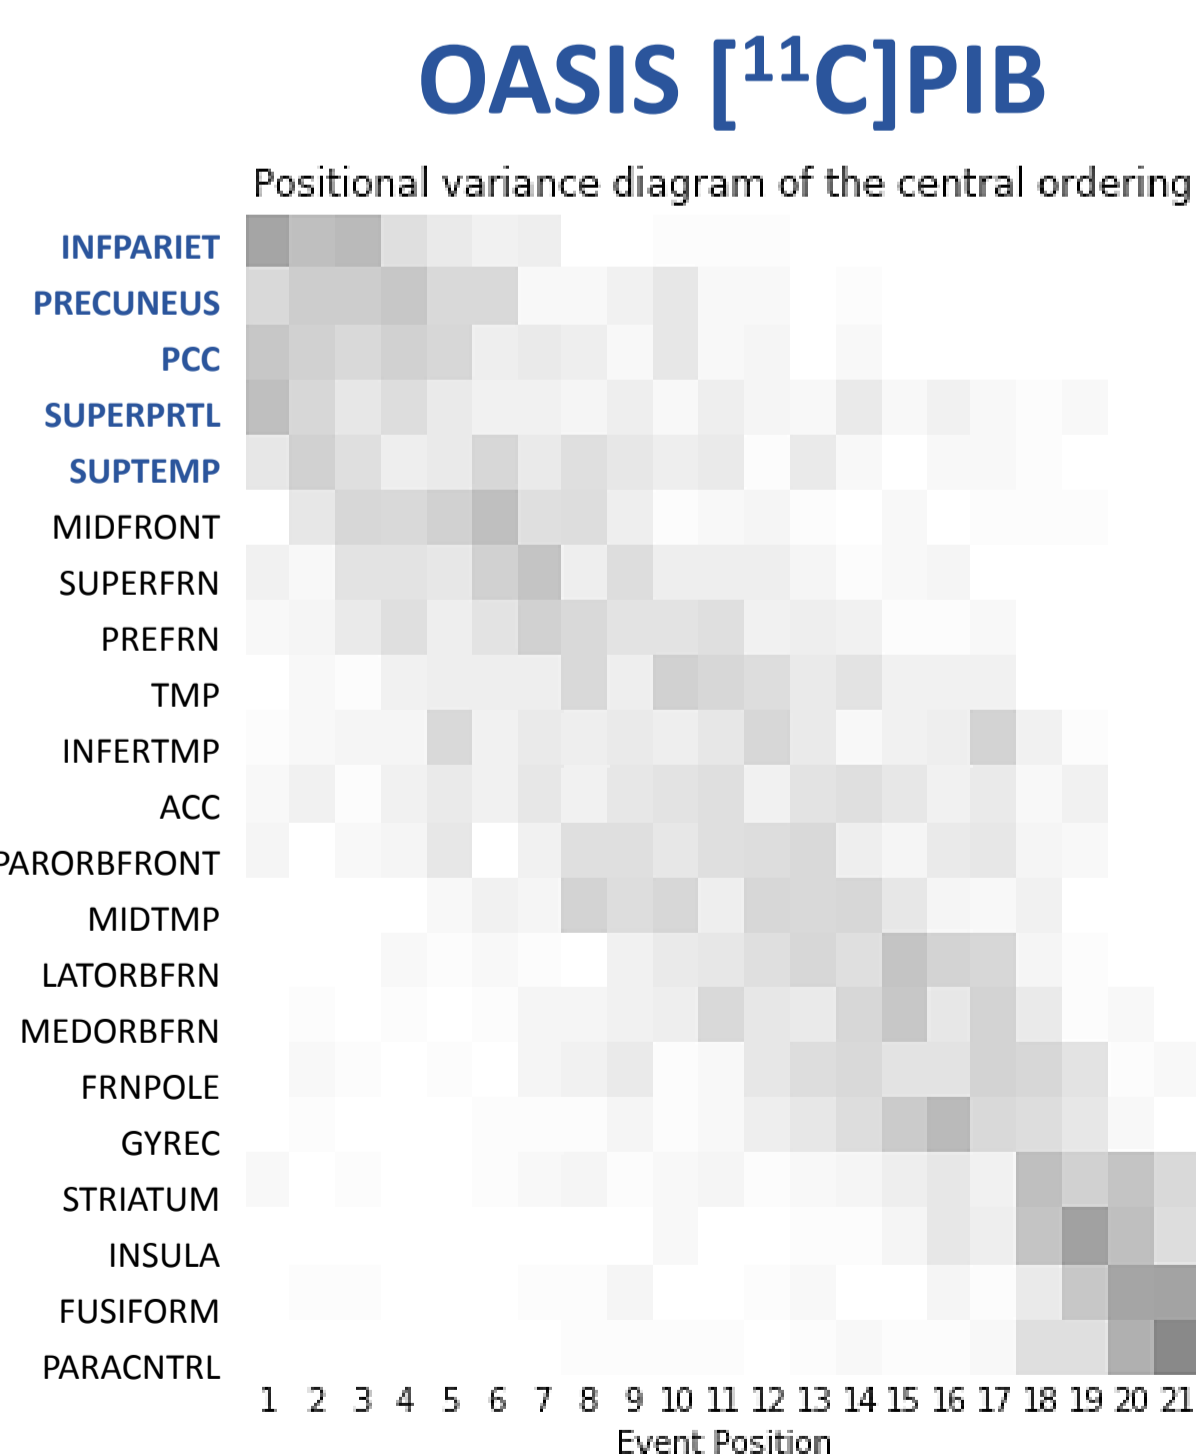 OASIS [¹¹C]PIB
Positional variance diagram of the central ordering
INFPARIET
PRECUNEUS
PCC
SUPERPRTL
SUPTEMP
MIDFRONT
SUPERFRN
PREFRN
TMP
INFERTMP
ACC
PARORBFRONT
MIDTMP
LATORBFRN
MEDORBFRN
FRNPOLE
GYREC
STRIATUM
INSULA
FUSIFORM
PARACNTRL
1 2 3 4 5 6 7 8 9 10 11 12 13 14 15 16 17 18 19 20 21
Event Position